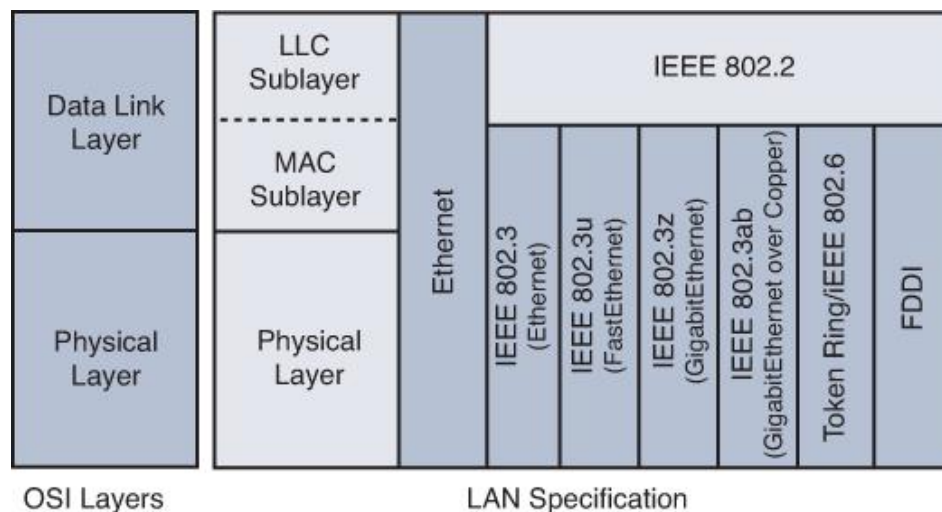 Data Link
Layer
Physical
Layer
OSI Layers
LLC
Sublayer
MAC
Sublayer
Physical
Layer
Ethernet
IEEE 802.2
IEEE 802.3
(Ethernet)
IEEE 802.3u
(FastEthernet)
IEEE 802.3z
(GigabitEthernet)
IEEE 802.3ab
(GigabitEthernet over Copper)
Token Ring/iEEE 802.6
FDDI
LAN Specification